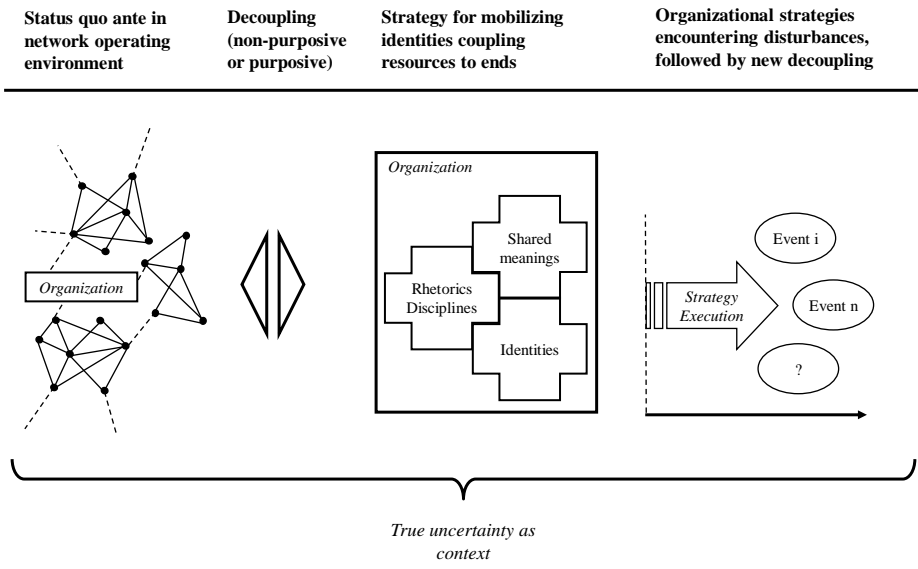 Status quo ante in
network operating
environment
Decoupling
(non-purposive
or purposive)
Strategy for mobilizing
identities coupling
resources to ends
Organizational strategies
encountering disturbances,
followed by new decoupling
Organization
Organization
Shared
meanings
Rhetorics
Disciplines
Identities
Strategy
Execution
Event i
Event n
?
True uncertainty as
context